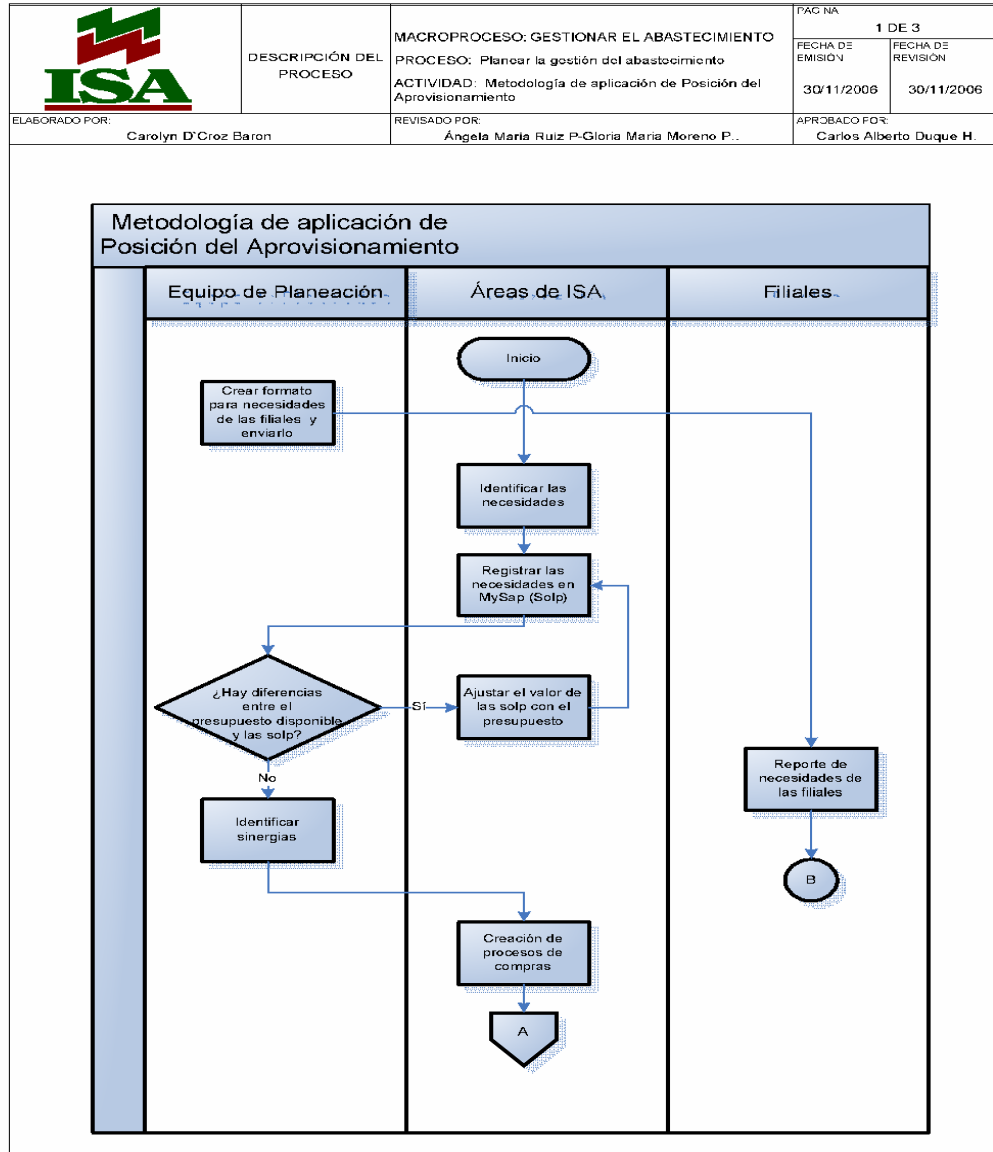 ISA
DESCRIPCIÓN DEL
PROCESO
MACROPROCESO: GESTIONAR EL ABASTECIMIENTO
PROCESO: Planear la gestión del abastecimiento
ACTIVIDAD: Metodología de aplicación de Posición del
Aprovisionamiento
PAGINA
1 DE 3
FECHA DE
EMISIÓN
30/11/2006
FECHA DE
REVISIÓN
30/11/2006
ELABORADO POR:
Carolyn D`Croz Baron
REVISADO POR:
Ángela Maria Ruiz P-Gloria Maria Moreno P..
APROBADO POR:
Carlos Alberto Duque H.
Metodología de aplicación de
Posición del Aprovisionamiento
Equipo de Planeación
Áreas de ISA
Filiales
Inicio
Crear formato
para necesidades
de las filiales y
enviarlo
Identificar las
necesidades
Registrar las
necesidades en
MySap (Solp)
¿Hay diferencias
entre el
presupuesto disponible
y las solp?
Sí
Ajustar el valor de
las solp con el
presupuesto
No
Reporte de
necesidades de
las filiales
Identificar
sinergias
B
Creación de
procesos de
compras
A